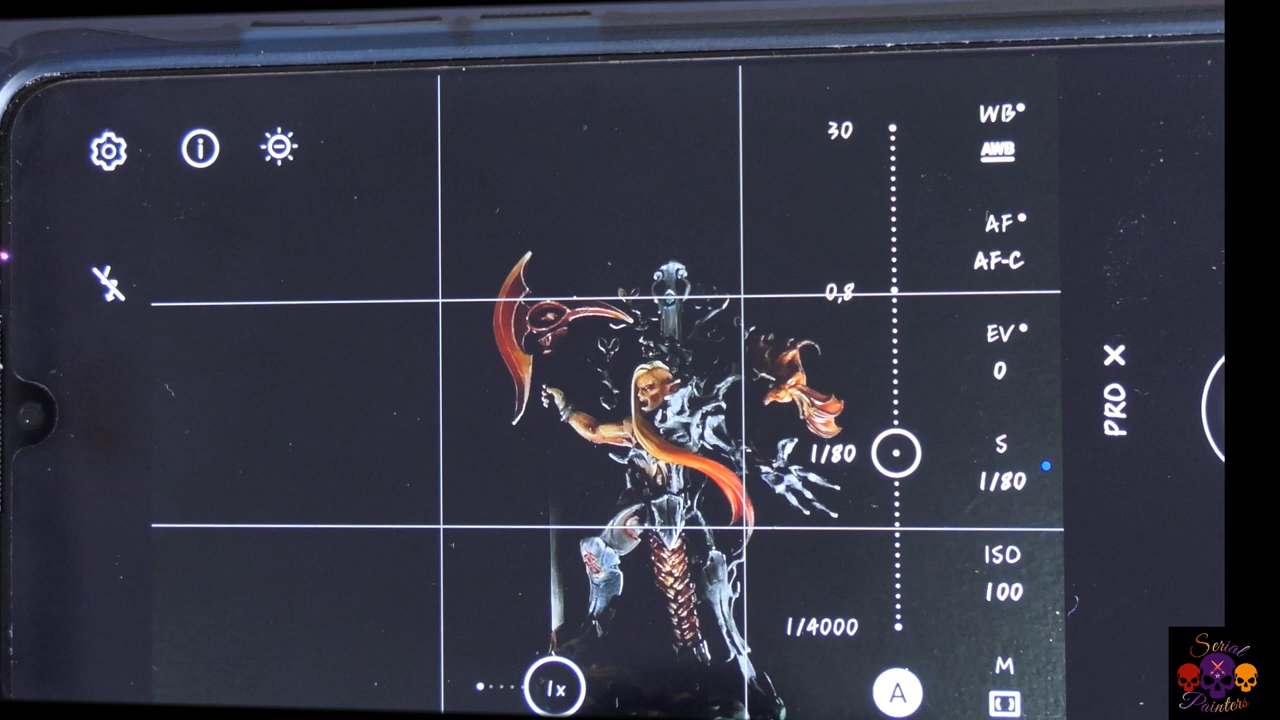 30
0,8
1/80
1/4000
WB
AWB
AF
AF-C
EV
0
S
1/80
ISO
100
M
1x
A
PRO X
Serial
Painters